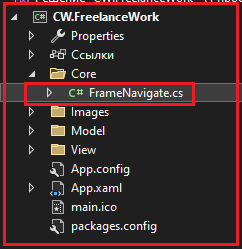 CW.FreelanceWork
Properties
Ссылки
Core
C# FrameNavigate.cs
Images
Model
View
App.config
App.xaml
main.ico
packages.config